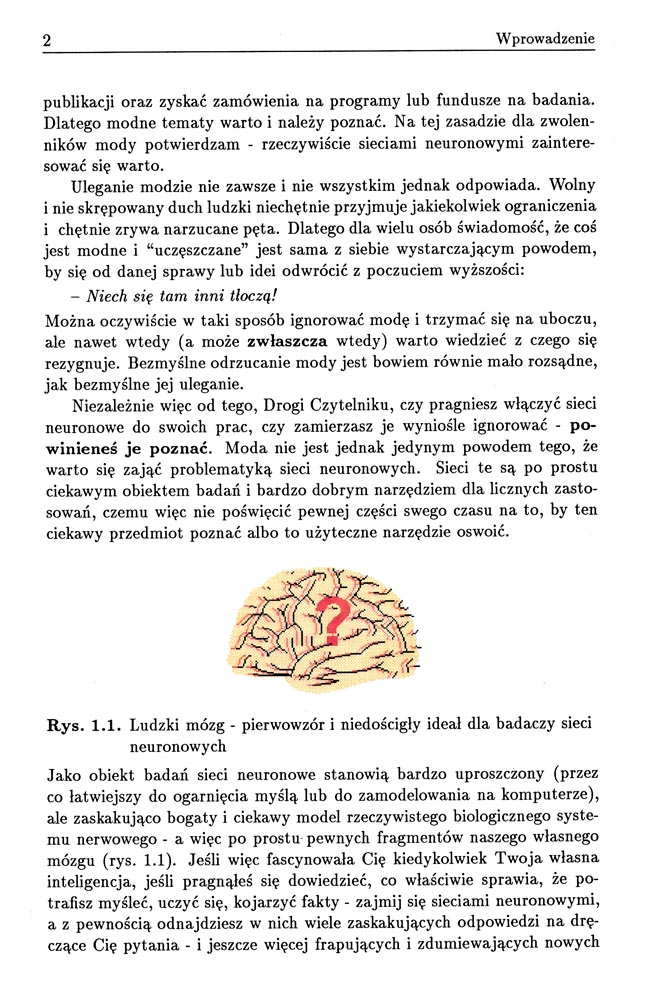 2 Wprowadzenie
publikacji oraz zyskać zamówienia na programy lub fundusze na badania.
Dlatego modne tematy warto i należy poznać. Na tej zasadzie dla zwolen-
ników mody potwierdzam - rzeczywiście sieciami neuronowymi zaintere-
sować się warto.
Uleganie modzie nie zawsze i nie wszystkim jednak odpowiada. Wolny
i nie skrępowany duch ludzki niechętnie przyjmuje jakiekolwiek ograniczenia
i chętnie zrywa narzucane pęta. Dlatego dla wielu osób świadomość, że coś
jest modne i “uczęszczane” jest sama z siebie wystarczającym powodem,
by się od danej sprawy lub idei odwrócić z poczuciem wyższości:
– Niech się tam inni tłoczą!
Można oczywiście w taki sposób ignorować modę i trzymać się na uboczu,
ale nawet wtedy (a może zwłaszcza wtedy) warto wiedzieć z czego się
rezygnuje. Bezmyślne odrzucanie mody jest bowiem równie mało rozsądne,
jak bezmyślne jej uleganie.
Niezależnie więc od tego, Drogi Czytelniku, czy pragniesz włączyć sieci
neuronowe do swoich prac, czy zamierzasz je wyniośle ignorować - po-
winieneś je poznać. Moda nie jest jednak jedynym powodem tego, że
warto się zająć problematyką sieci neuronowych. Sieci te są po prostu
ciekawym obiektem badań i bardzo dobrym narzędziem dla licznych zasto-
sowań, czemu więc nie poświęcić pewnej części swego czasu na to, by ten
ciekawy przedmiot poznać albo to użyteczne narzędzie oswoić.
?
Rys. 1.1. Ludzki mózg - pierwowzór i niedościgły ideał dla badaczy sieci
neuronowych
Jako obiekt badań sieci neuronowe stanowią bardzo uproszczony (przez
co łatwiejszy do ogarnięcia myślą lub do zamodelowania na komputerze),
ale zaskakująco bogaty i ciekawy model rzeczywistego biologicznego syste-
mu nerwowego - a więc po prostu pewnych fragmentów naszego własnego
mózgu (rys. 1.1). Jeśli więc fascynowała Cię kiedykolwiek Twoja własna
inteligencja, jeśli pragnąłeś się dowiedzieć, co właściwie sprawia, że po-
trafisz myśleć, uczyć się, kojarzyć fakty - zajmij się sieciami neuronowymi,
a z pewnością odnajdziesz w nich wiele zaskakujących odpowiedzi na drę-
czące Cię pytania - i jeszcze więcej frapujących i zdumiewających nowych